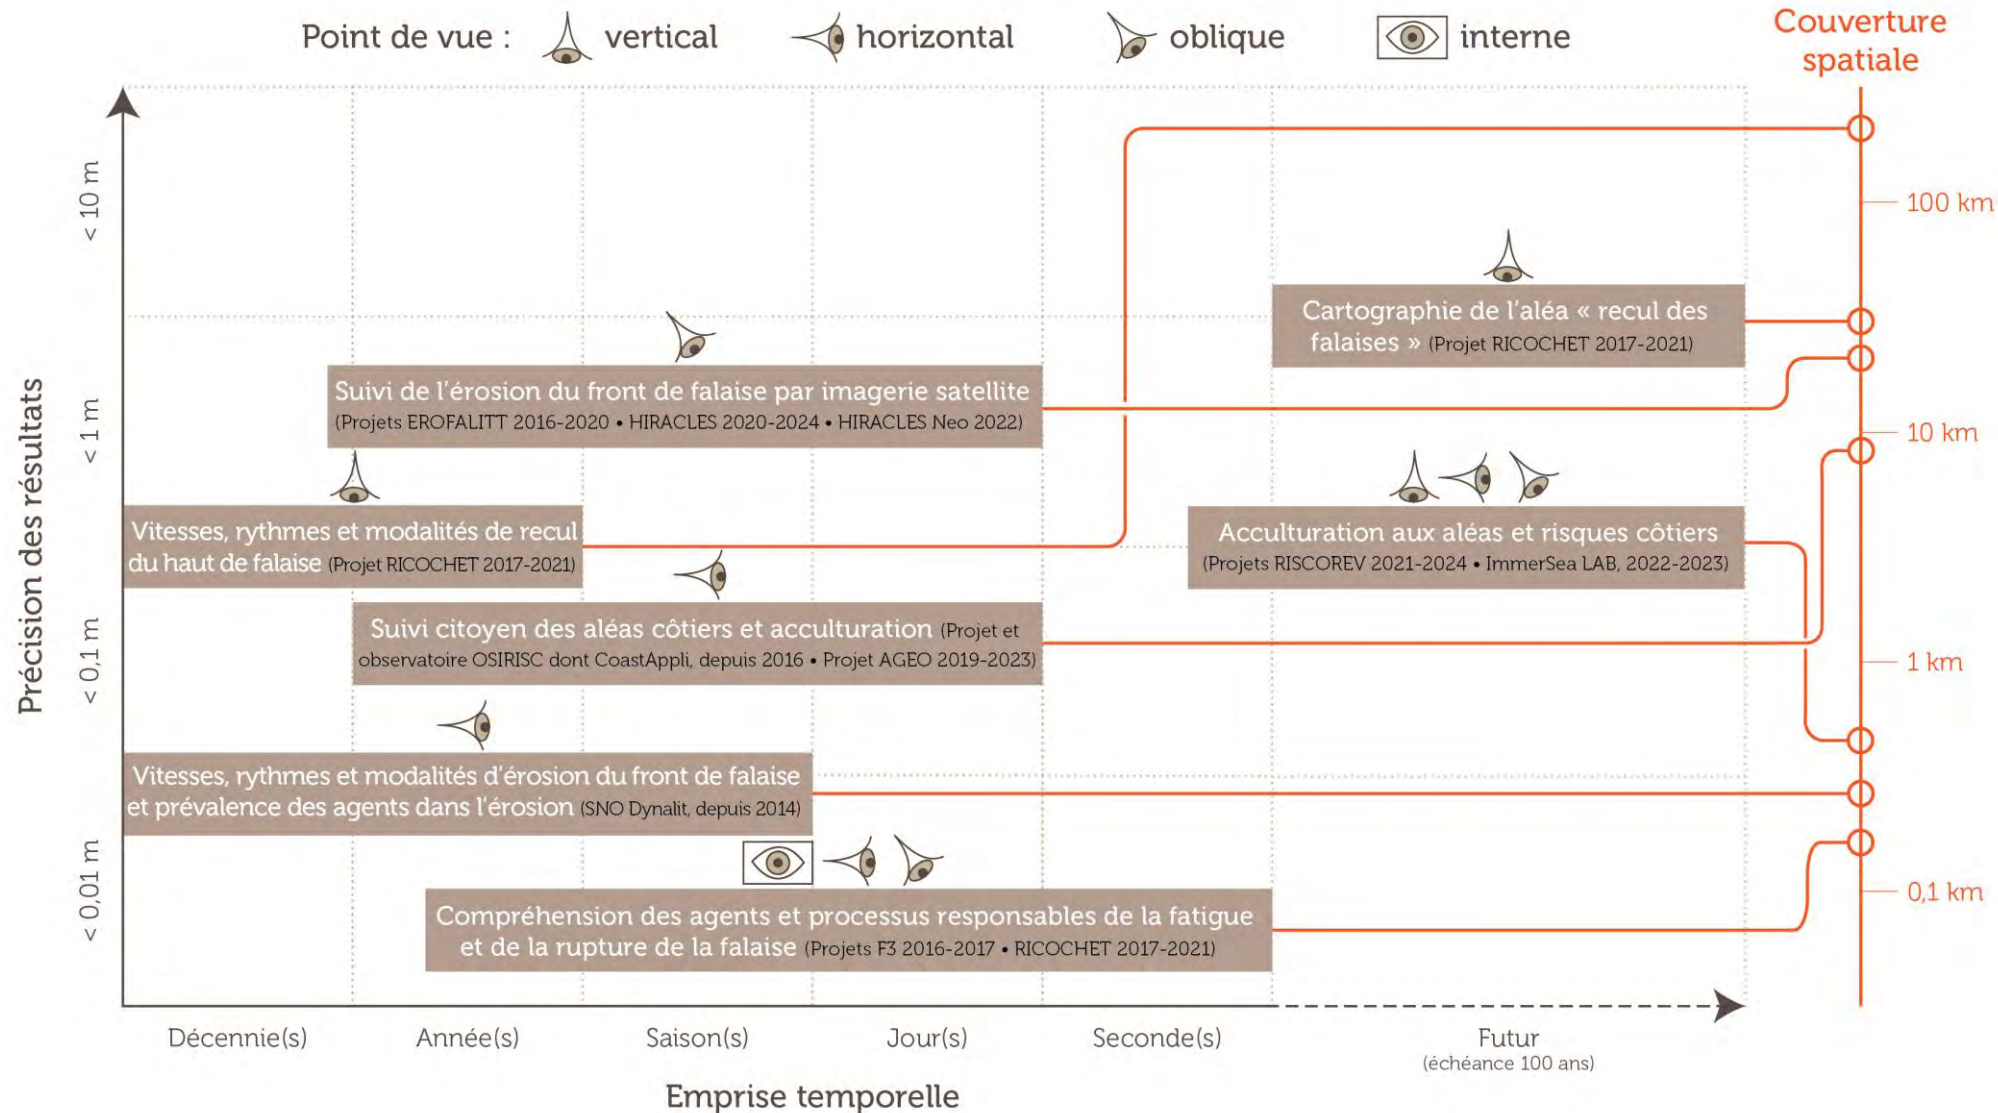 Point de vue : vertical horizontal oblique interne
Couverture
spatiale
Précision des résultats
< 10 m
< 1 m
< 0,1 m
< 0,01 m
100 km
10 km
1 km
0,1 km
Cartographie de l'aléa « recul des
falaises » (Projet RICOCHET 2017-2021)
Suivi de l'érosion du front de falaise par imagerie satellite
(Projets EROFALITT 2016-2020 • HIRACLES 2020-2024 • HIRACLES Neo 2022)
Vitesses, rythmes et modalités de recul
du haut de falaise (Projet RICOCHET 2017-2021)
Acculturation aux aléas et risques côtiers
(Projets RISCOREV 2021-2024 • ImmerSea LAB, 2022-2023)
Suivi citoyen des aléas côtiers et acculturation (Projet et
observatoire OSIRISC dont CoastAppli, depuis 2016 • Projet AGEO 2019-2023)
Vitesses, rythmes et modalités d'érosion du front de falaise
et prévalence des agents dans l'érosion (SNO Dynalit, depuis 2014)
Compréhension des agents et processus responsables de la fatigue
et de la rupture de la falaise (Projets F3 2016-2017 • RICOCHET 2017-2021)
Décennie(s) Année(s) Saison(s) Jour(s) Seconde(s) Futur
(échéance 100 ans)
Emprise temporelle